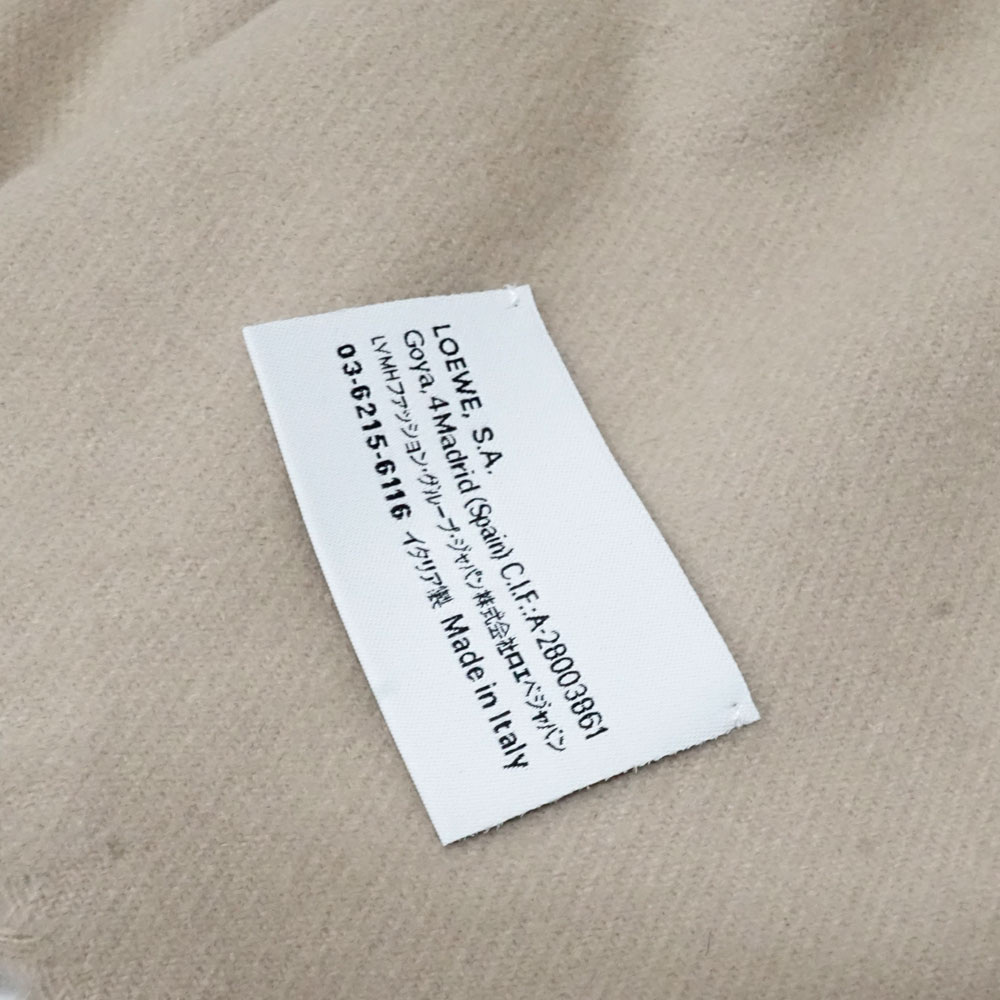 LOEWE, S.A.
Goya, 4 Madrid (Spain) C.I.F.:A-28003861
LVMHファッション・グループ・ジャパン株式会社ロエベジャパン
03-6215-6116 イタリア製 Made in Italy